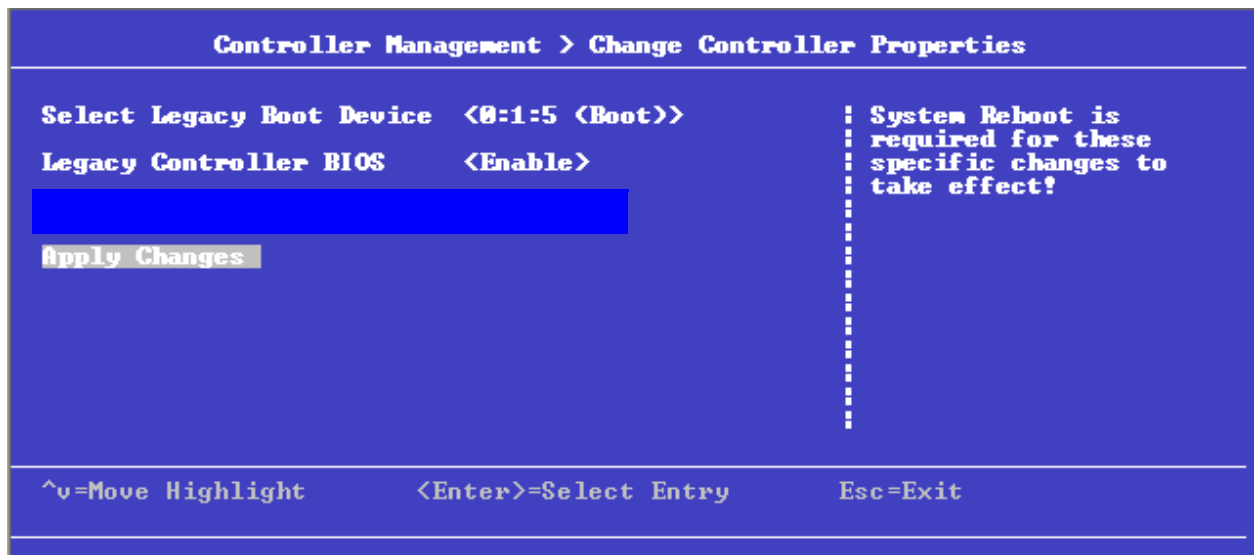 Controller Management > Change Controller Properties
Select Legacy Boot Device <0:1:5 (Boot)>
Legacy Controller BIOS <Enable>
Apply Changes
System Reboot is
required for these
specific changes to
take effect!
^v=Move Highlight <Enter>=Select Entry Esc=Exit